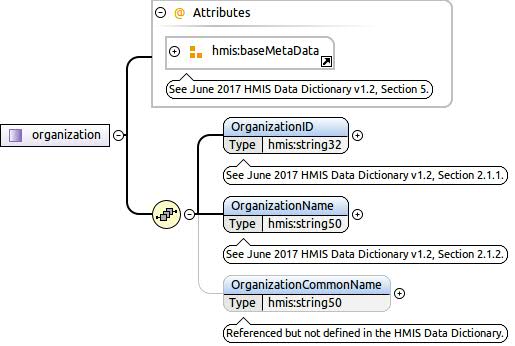 @ Attributes
hmis:baseMetaData
See June 2017 HMIS Data Dictionary v1.2, Section 5.
organization
OrganizationID
Type hmis:string32
See June 2017 HMIS Data Dictionary v1.2, Section 2.1.1.
OrganizationName
Type hmis:string50
See June 2017 HMIS Data Dictionary v1.2, Section 2.1.2.
OrganizationCommonName
Type hmis:string50
Referenced but not defined in the HMIS Data Dictionary.